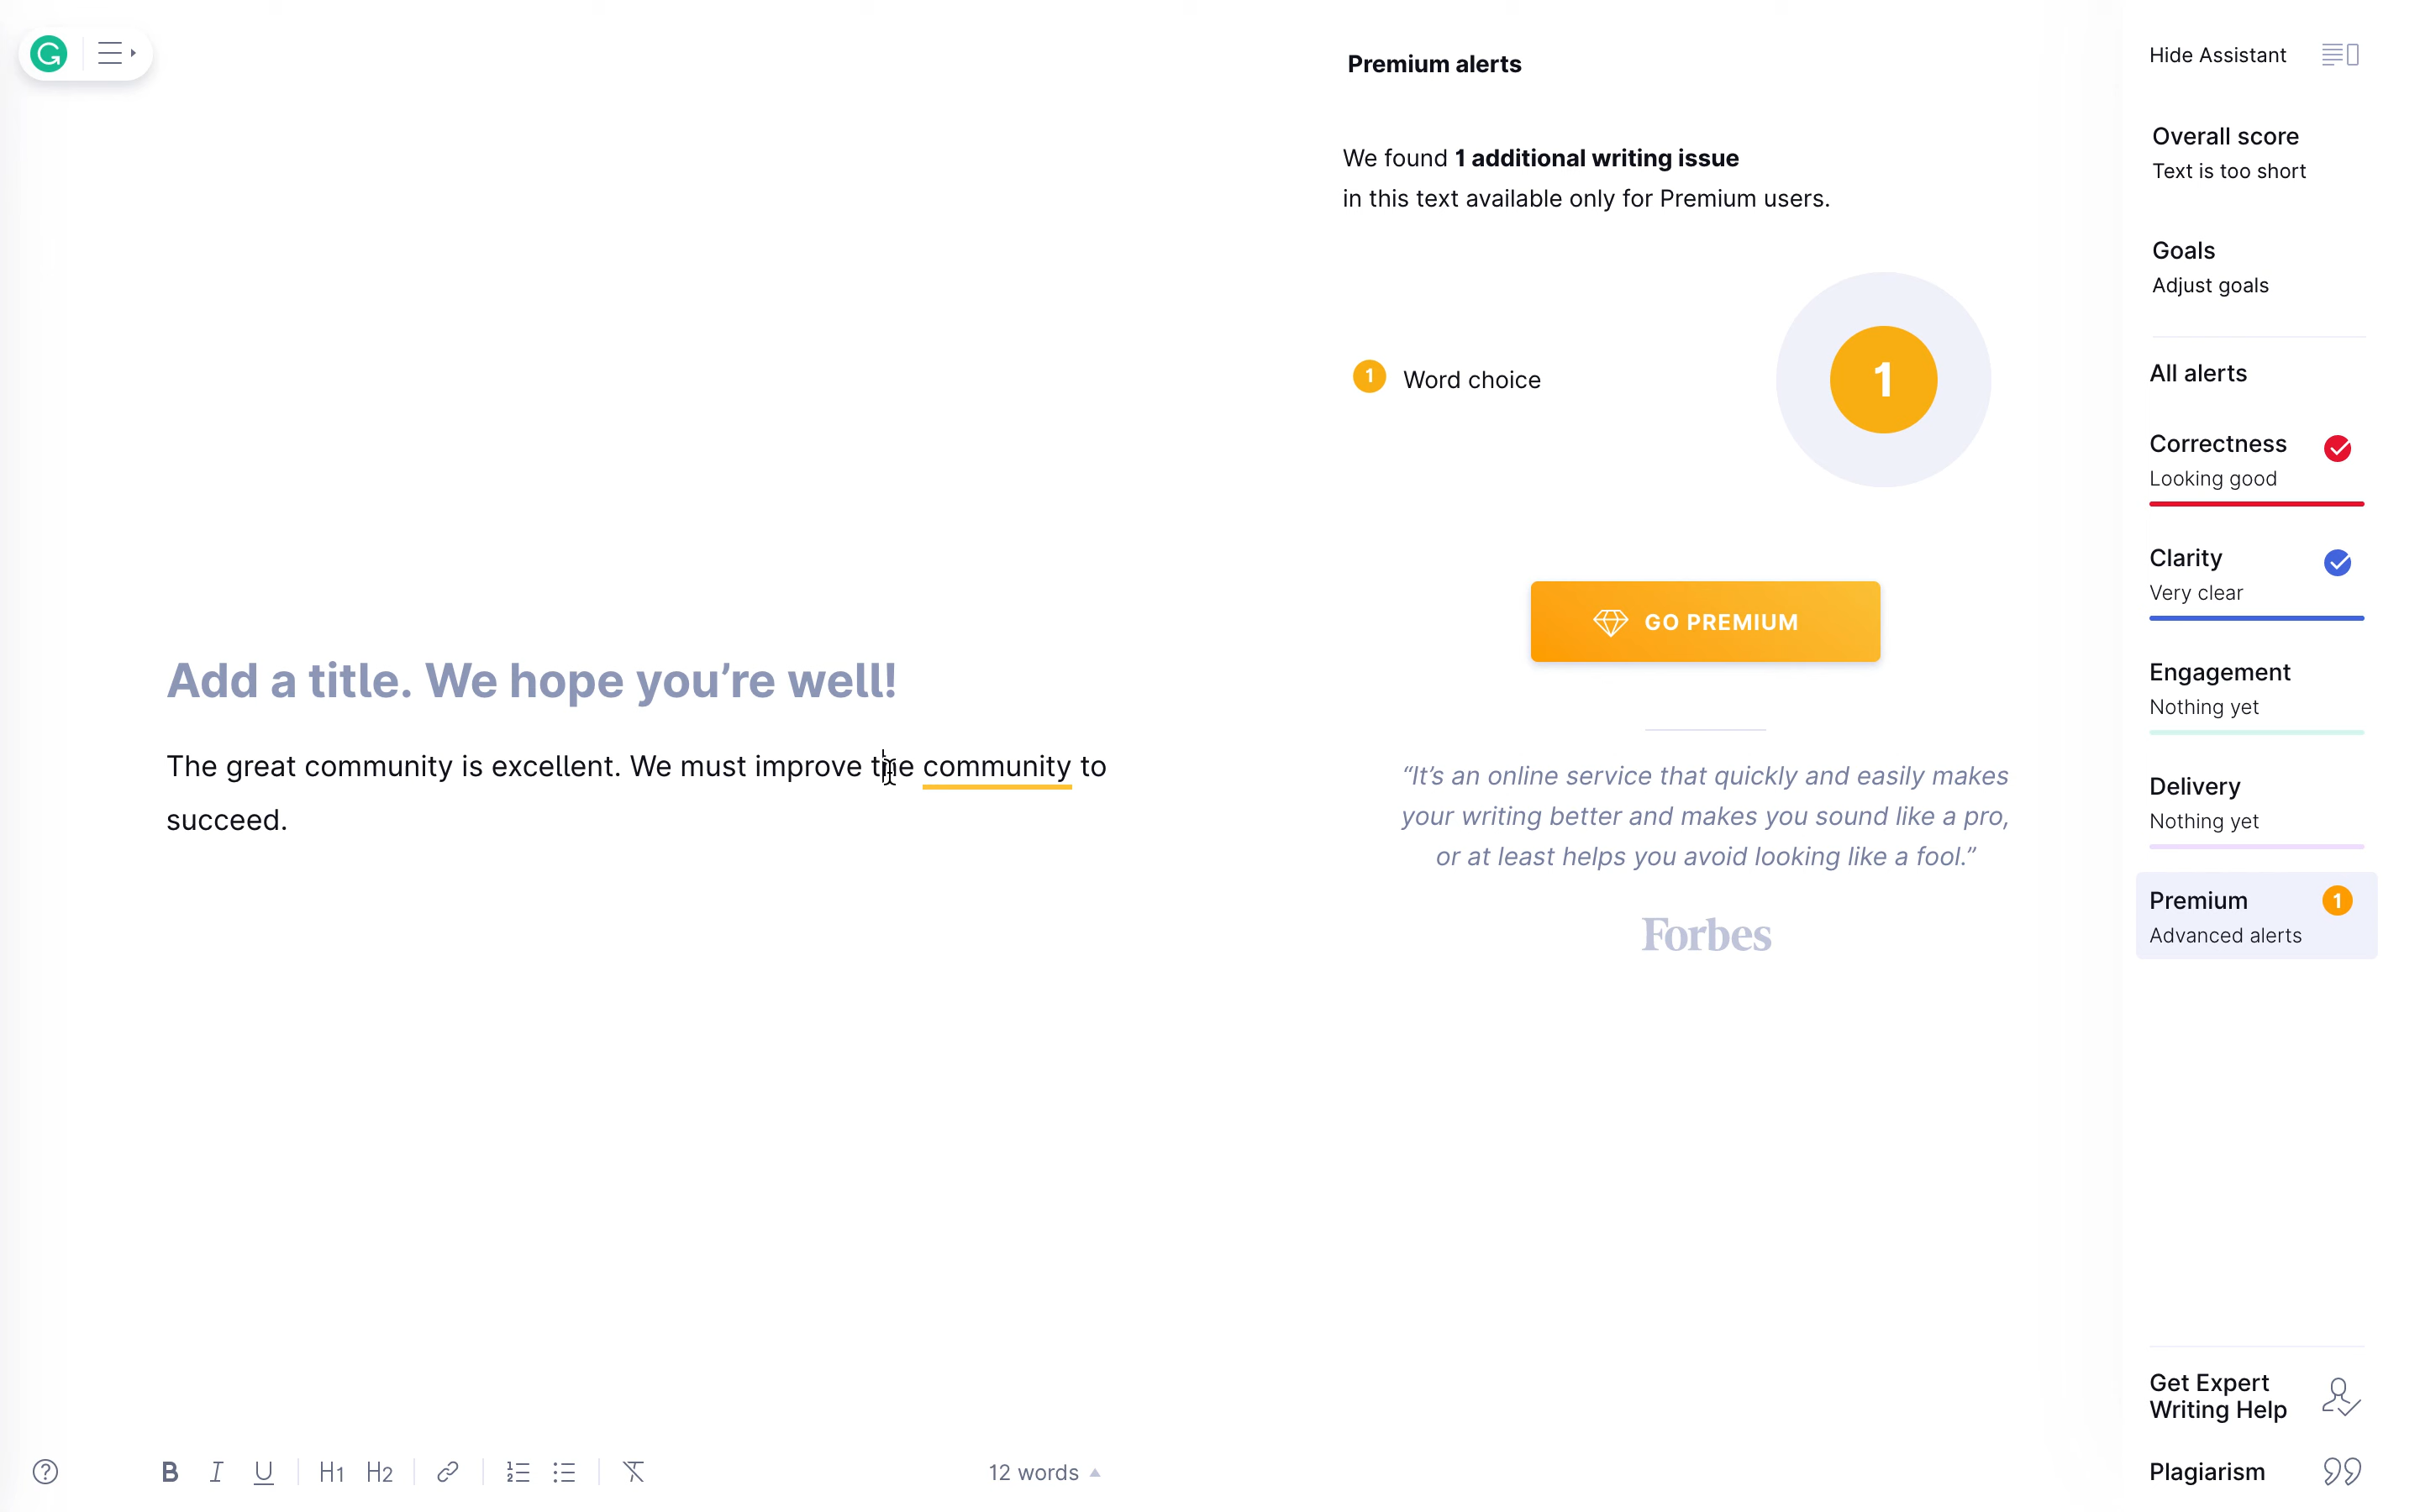 Premium alerts
We found 1 additional writing issue
in this text available only for Premium users.
1 Word choice
1
GO PREMIUM
“It’s an online service that quickly and easily makes
your writing better and makes you sound like a pro,
or at least helps you avoid looking like a fool.”
Forbes
Add a title. We hope you’re well!
The great community is excellent. We must improve the community to
succeed.
B I U H1 H2
12 words
Hide Assistant
Overall score
Text is too short
Goals
Adjust goals
All alerts
Correctness
Looking good
Clarity
Very clear
Engagement
Nothing yet
Delivery
Nothing yet
Premium 1
Advanced alerts
Get Expert
Writing Help
Plagiarism